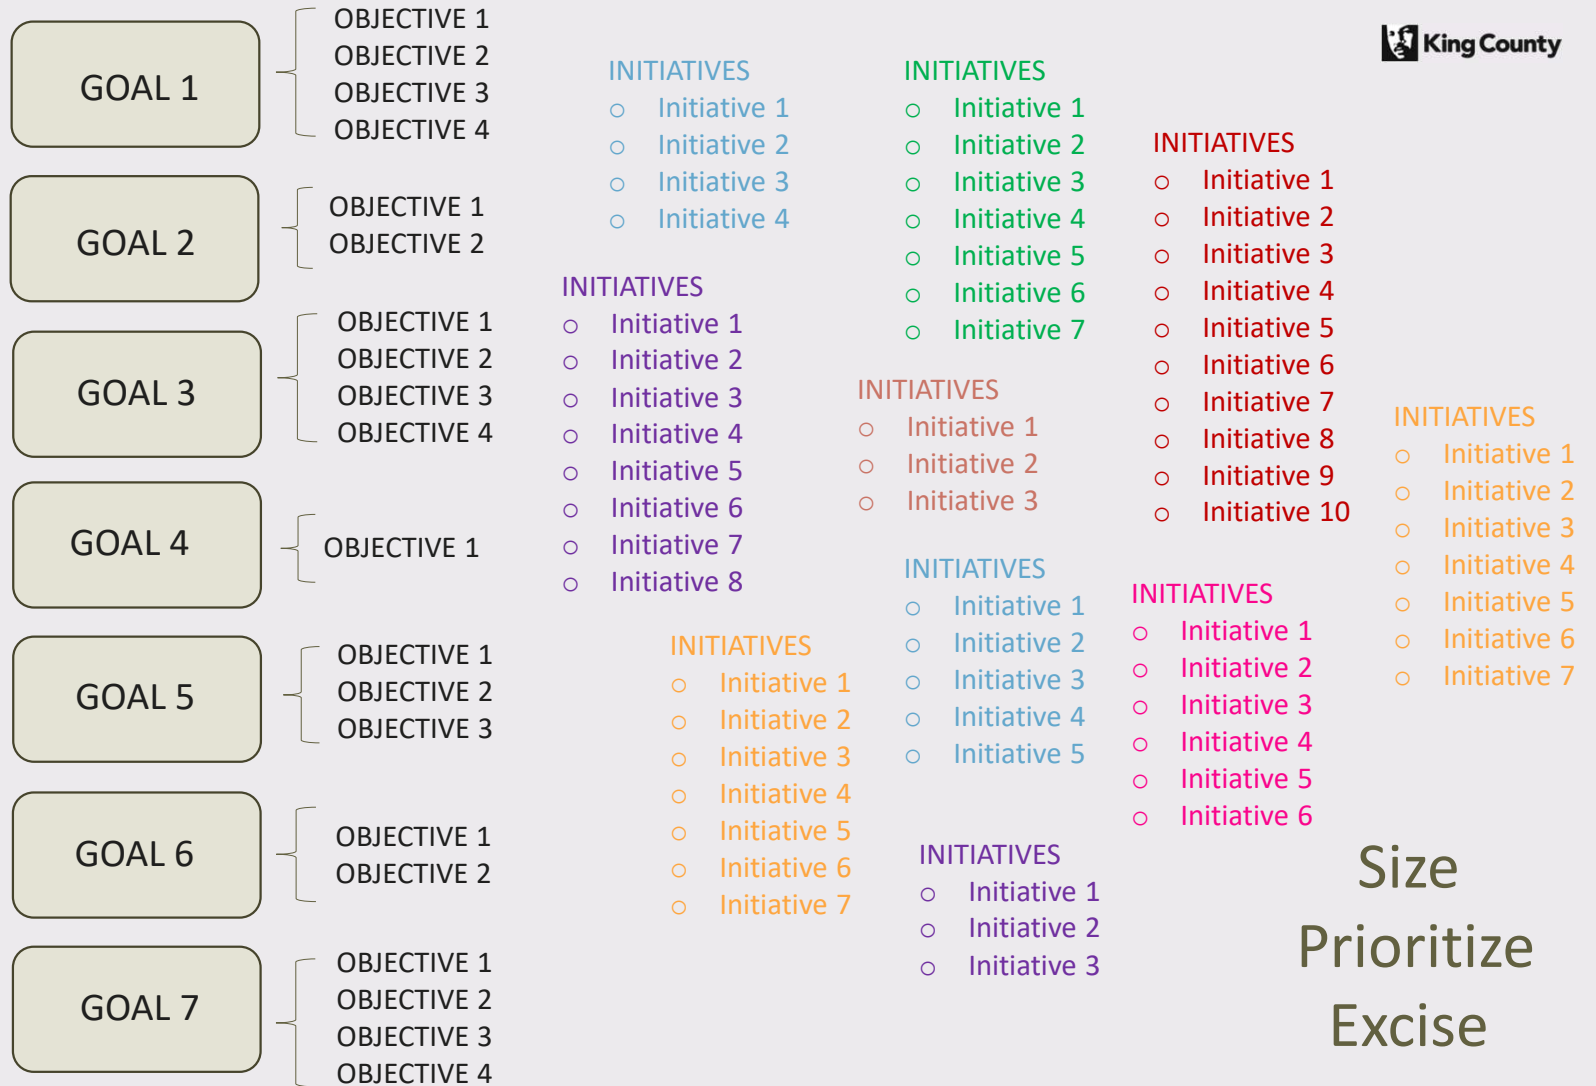 GOAL 1
OBJECTIVE 1
OBJECTIVE 2
OBJECTIVE 3
OBJECTIVE 4
GOAL 2
OBJECTIVE 1
OBJECTIVE 2
GOAL 3
OBJECTIVE 1
OBJECTIVE 2
OBJECTIVE 3
OBJECTIVE 4
GOAL 4
OBJECTIVE 1
GOAL 5
OBJECTIVE 1
OBJECTIVE 2
OBJECTIVE 3
GOAL 6
OBJECTIVE 1
OBJECTIVE 2
GOAL 7
OBJECTIVE 1
OBJECTIVE 2
OBJECTIVE 3
OBJECTIVE 4
INITIATIVES
Initiative 1
Initiative 2
Initiative 3
Initiative 4
INITIATIVES
Initiative 1
Initiative 2
Initiative 3
Initiative 4
Initiative 5
Initiative 6
Initiative 7
Initiative 8
INITIATIVES
Initiative 1
Initiative 2
Initiative 3
Initiative 4
Initiative 5
Initiative 6
Initiative 7
INITIATIVES
Initiative 1
Initiative 2
Initiative 3
Initiative 4
Initiative 5
Initiative 6
Initiative 7
INITIATIVES
Initiative 1
Initiative 2
Initiative 3
INITIATIVES
Initiative 1
Initiative 2
Initiative 3
Initiative 4
Initiative 5
INITIATIVES
Initiative 1
Initiative 2
Initiative 3
King County
INITIATIVES
Initiative 1
Initiative 2
Initiative 3
Initiative 4
Initiative 5
Initiative 6
Initiative 7
Initiative 8
Initiative 9
Initiative 10
INITIATIVES
Initiative 1
Initiative 2
Initiative 3
Initiative 4
Initiative 5
Initiative 6
INITIATIVES
Initiative 1
Initiative 2
Initiative 3
Initiative 4
Initiative 5
Initiative 6
Initiative 7
Size
Prioritize
Excise